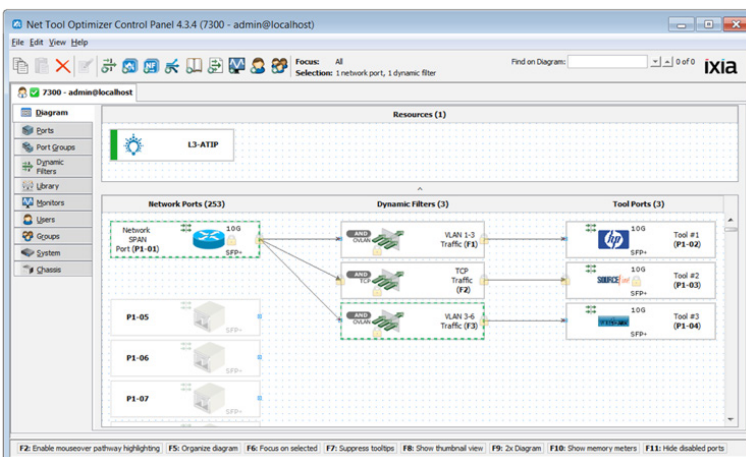 Net Tool Optimizer Control Panel 4.3.4 (7300 - admin@localhost)
File Edit View Help
Focus: All
Selection: 1 network port, 1 dynamic filter
Find on Diagram:
0 of 0
ixia
7300 - admin@localhost
Diagram
Ports
Port Groups
Dynamic
Filters
Library
Monitors
Users
Groups
System
Chassis
Resources (1)
L3-ATIP
Network Ports (253)
Dynamic Filters (3)
Tool Ports (3)
Network
SPAN
Port (P1-01)
10G
SFP+
AND
OVLAN
VLAN 1-3
Traffic (F1)
hp
10G
SFP+
Tool #1
(P1-02)
AND
TCP
TCP
Traffic
(F2)
SOURCE
10G
SFP+
Tool #2
(P1-03)
AND
OVLAN
VLAN 3-6
Traffic (F3)
10G
SFP+
Tool #3
(P1-04)
P1-05
SFP+
P1-06
SFP+
P1-07
SFP+
F2: Enable mouseover pathway highlighting F5: Organize diagram F6: Focus on selected F7: Suppress tooltips F8: Show thumbnail view F9: 2x Diagram F10: Show memory meters F11: Hide disabled ports